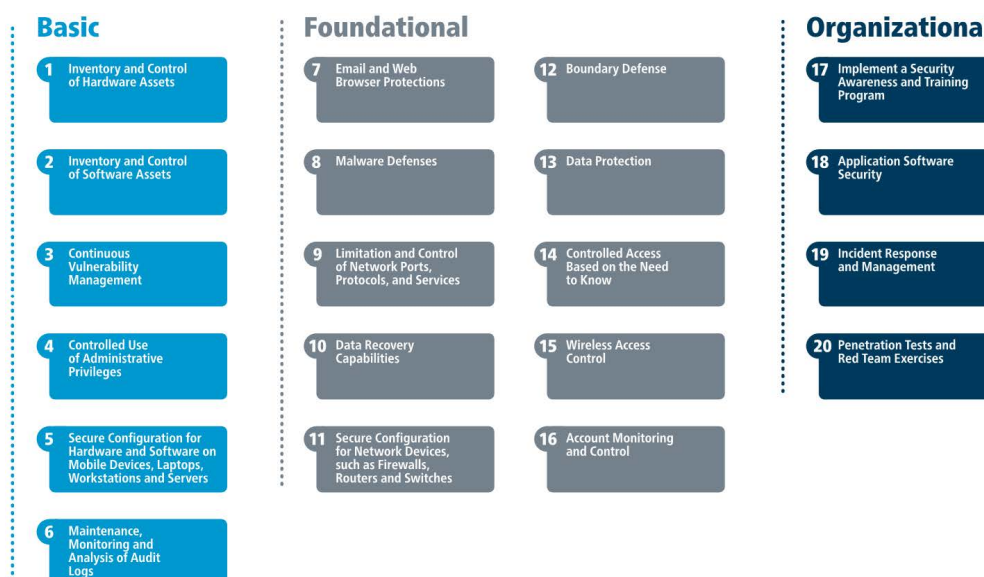 Basic
1 Inventory and Control
of Hardware Assets
2 Inventory and Control
of Software Assets
3 Continuous
Vulnerability
Management
4 Controlled Use
of Administrative
Privileges
5 Secure Configuration for
Hardware and Software on
Mobile Devices, Laptops,
Workstations and Servers
6 Maintenance,
Monitoring and
Analysis of Audit
Logs
Foundational
7 Email and Web
Browser Protections
8 Malware Defenses
9 Limitation and Control
of Network Ports,
Protocols, and Services
10 Data Recovery
Capabilities
11 Secure Configuration
for Network Devices,
such as Firewalls,
Routers and Switches
12 Boundary Defense
13 Data Protection
14 Controlled Access
Based on the Need
to Know
15 Wireless Access
Control
16 Account Monitoring
and Control
Organizationa
17 Implement a Security
Awareness and Training
Program
18 Application Software
Security
19 Incident Response
and Management
20 Penetration Tests and
Red Team Exercises